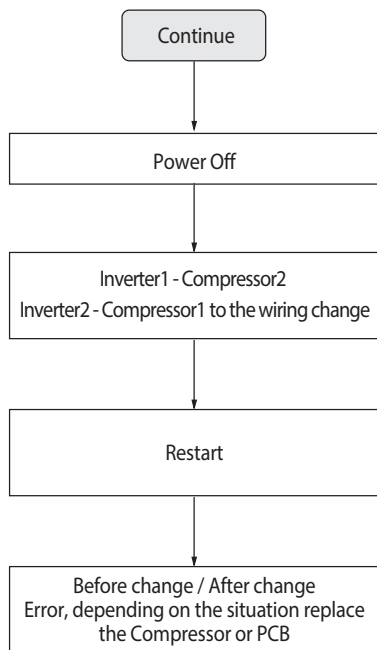 Continue
Power Off
Inverter1 - Compressor2
Inverter2 - Compressor1 to the wiring change
Restart
Before change / After change
Error, depending on the situation replace
the Compressor or PCB